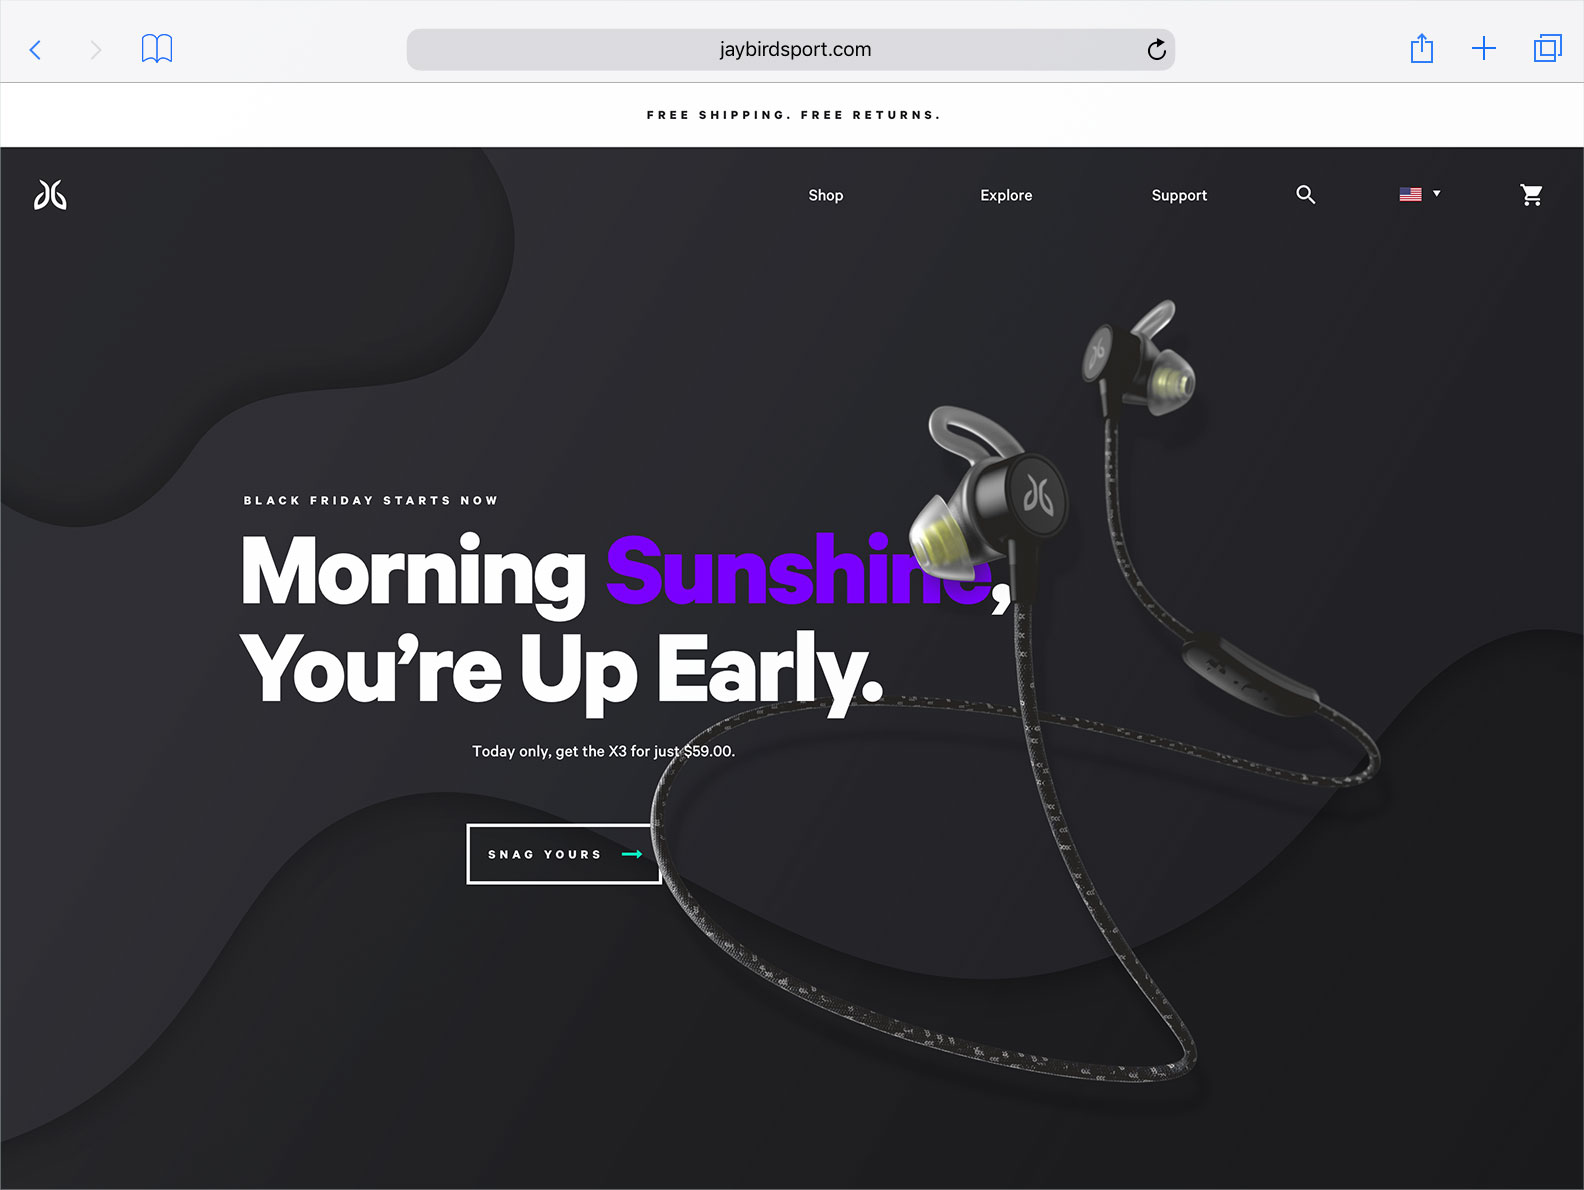 jaybirdsport.com
FREE SHIPPING. FREE RETURNS.
Shop Explore Support
BLACK FRIDAY STARTS NOW
Morning Sunshine,
You’re Up Early.
Today only, get the X3 for just $59.00.
SNAG YOURS